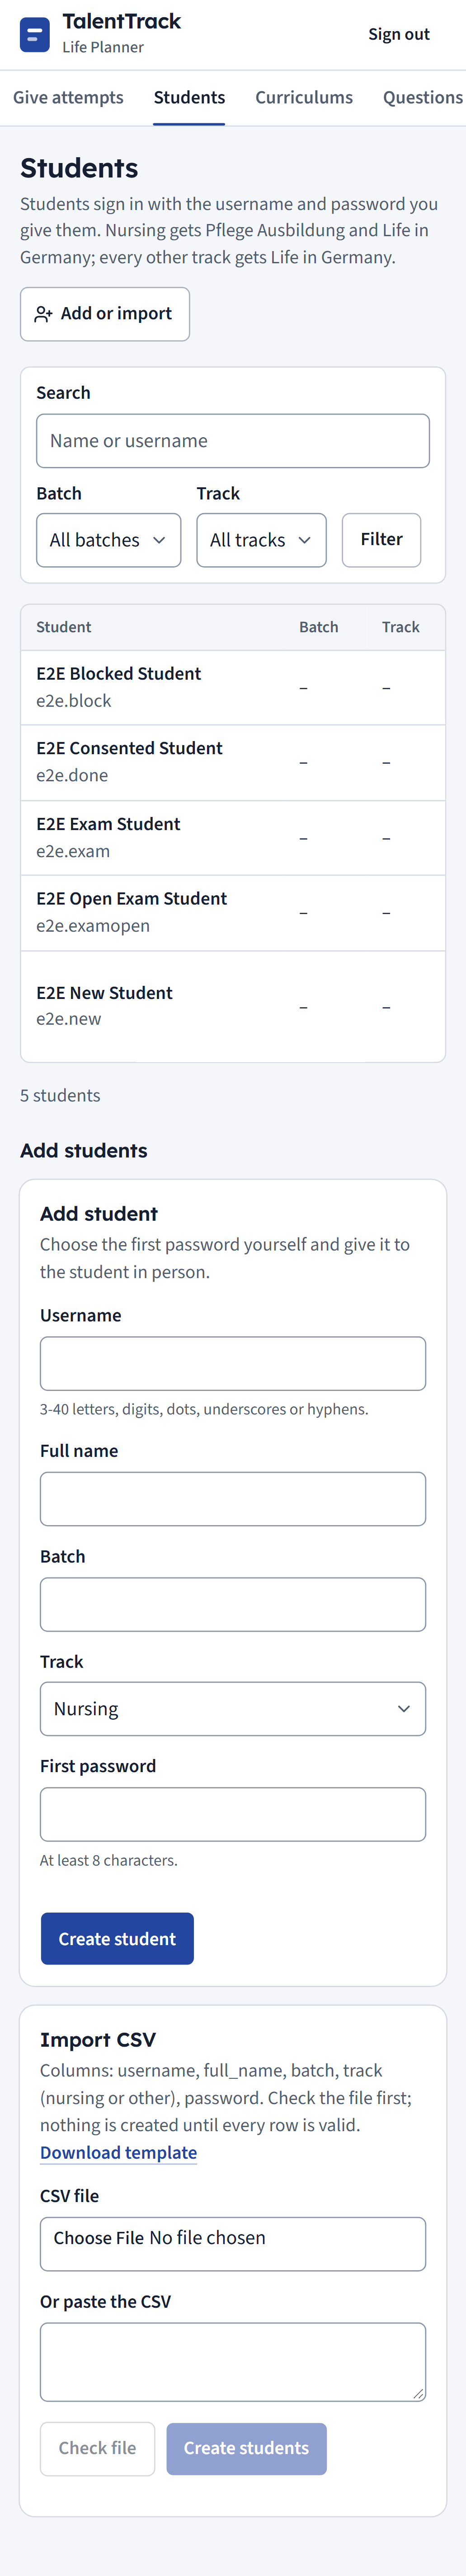 TalentTrack
Life Planner
Sign out
Give attempts
Students
Curriculums
Questions
Students
Students sign in with the username and password you
give them. Nursing gets Pflege Ausbildung and Life in
Germany; every other track gets Life in Germany.
Add or import
Search
Name or username
Batch
Track
All batches
All tracks
Filter
Student
Batch
Track
E2E Blocked Student
e2e.block
–
–
E2E Consented Student
e2e.done
–
–
E2E Exam Student
e2e.exam
–
–
E2E Open Exam Student
e2e.examopen
–
–
E2E New Student
e2e.new
–
–
5 students
Add students
Add student
Choose the first password yourself and give it to
the student in person.
Username
3-40 letters, digits, dots, underscores or hyphens.
Full name
Batch
Track
Nursing
First password
At least 8 characters.
Create student
Import CSV
Columns: username, full_name, batch, track
(nursing or other), password. Check the file first;
nothing is created until every row is valid.
Download template
CSV file
Choose File No file chosen
Or paste the CSV
Check file
Create students